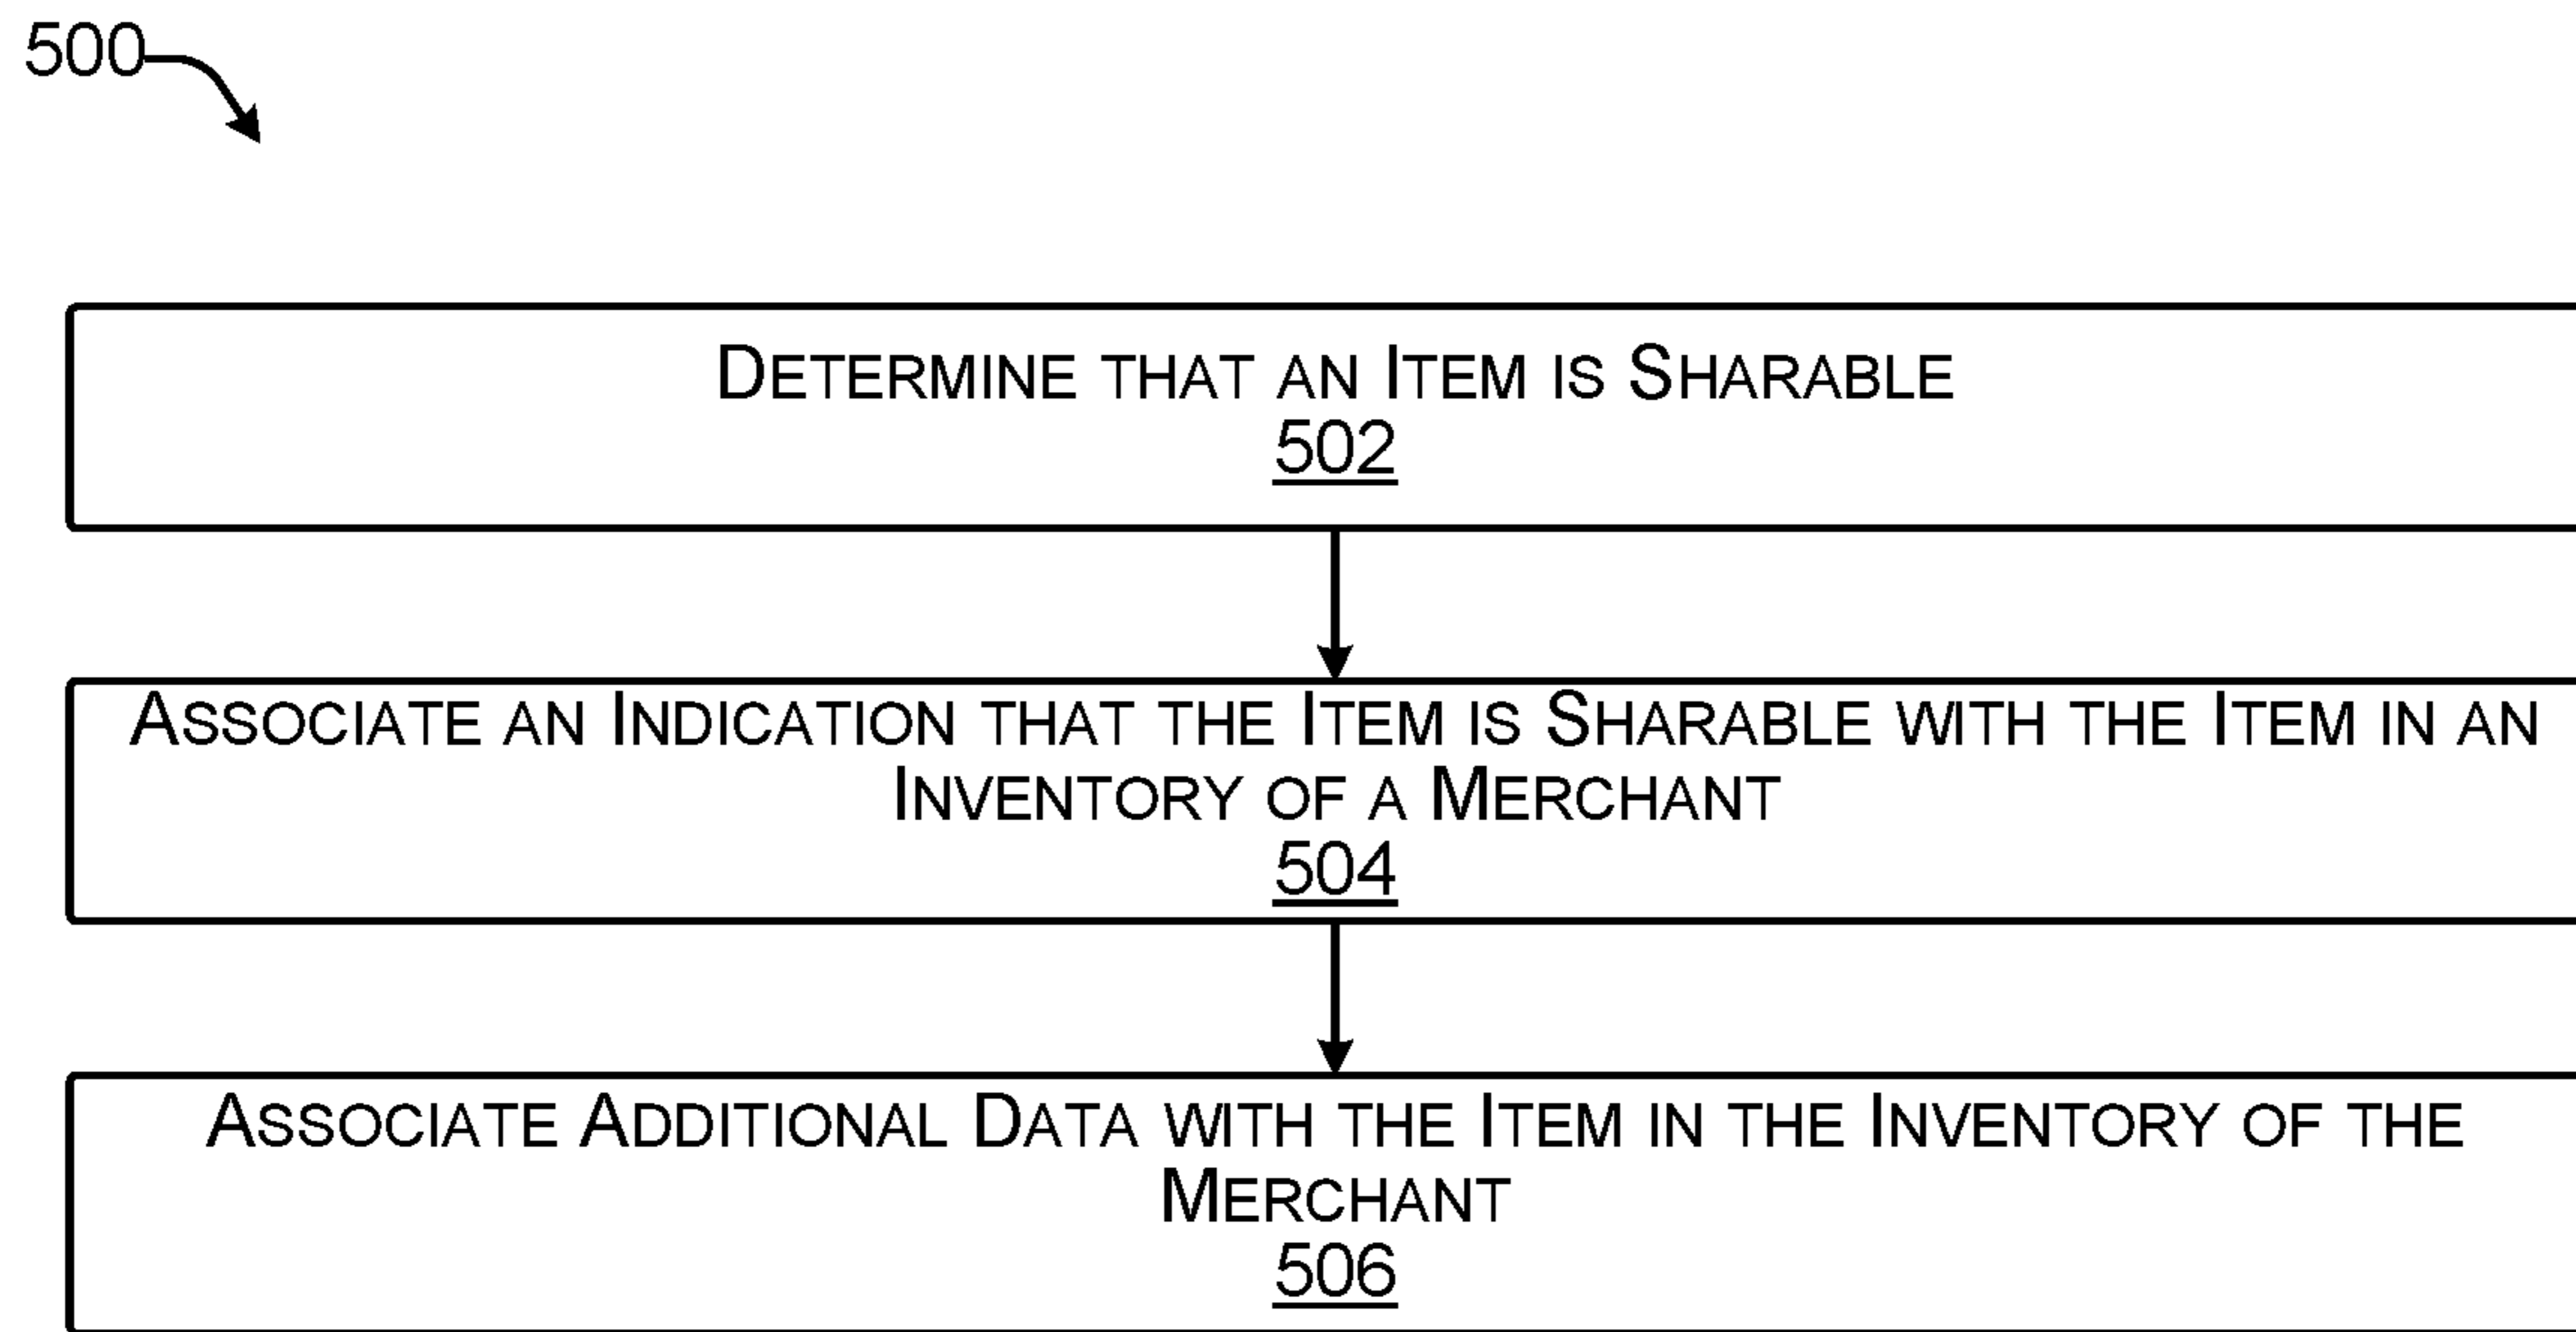 500
Determine that an Item is Sharable
502
Associate an Indication that the Item is Sharable with the Item in an
Inventory of a Merchant
504
Associate Additional Data with the Item in the Inventory of the
Merchant
506